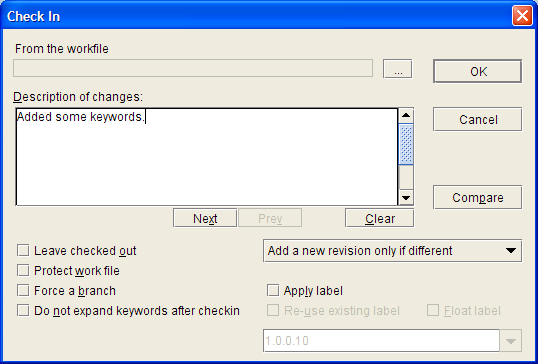 Check In
From the workfile
...
OK
Description of changes:
Added some keywords.
Cancel
Compare
Next
Prev
Clear
Leave checked out
Add a new revision only if different
Protect work file
Force a branch
Apply label
Do not expand keywords after checkin
Re-use existing label
Float label
1.0.0.10